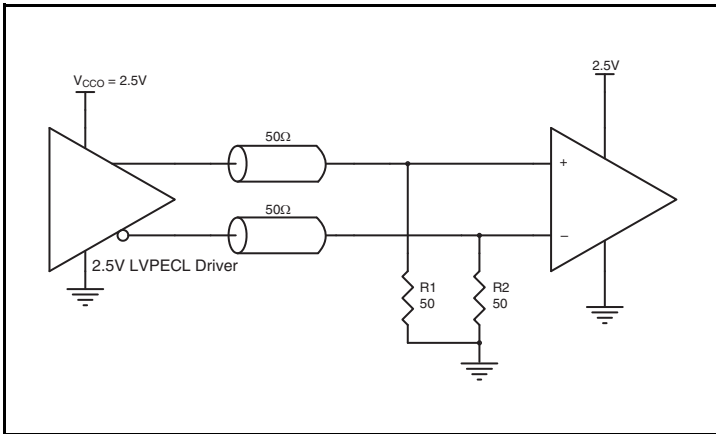 V_CCO = 2.5V
2.5V
50Ω
+
50Ω
–
2.5V LVPECL Driver
R1
50
R2
50